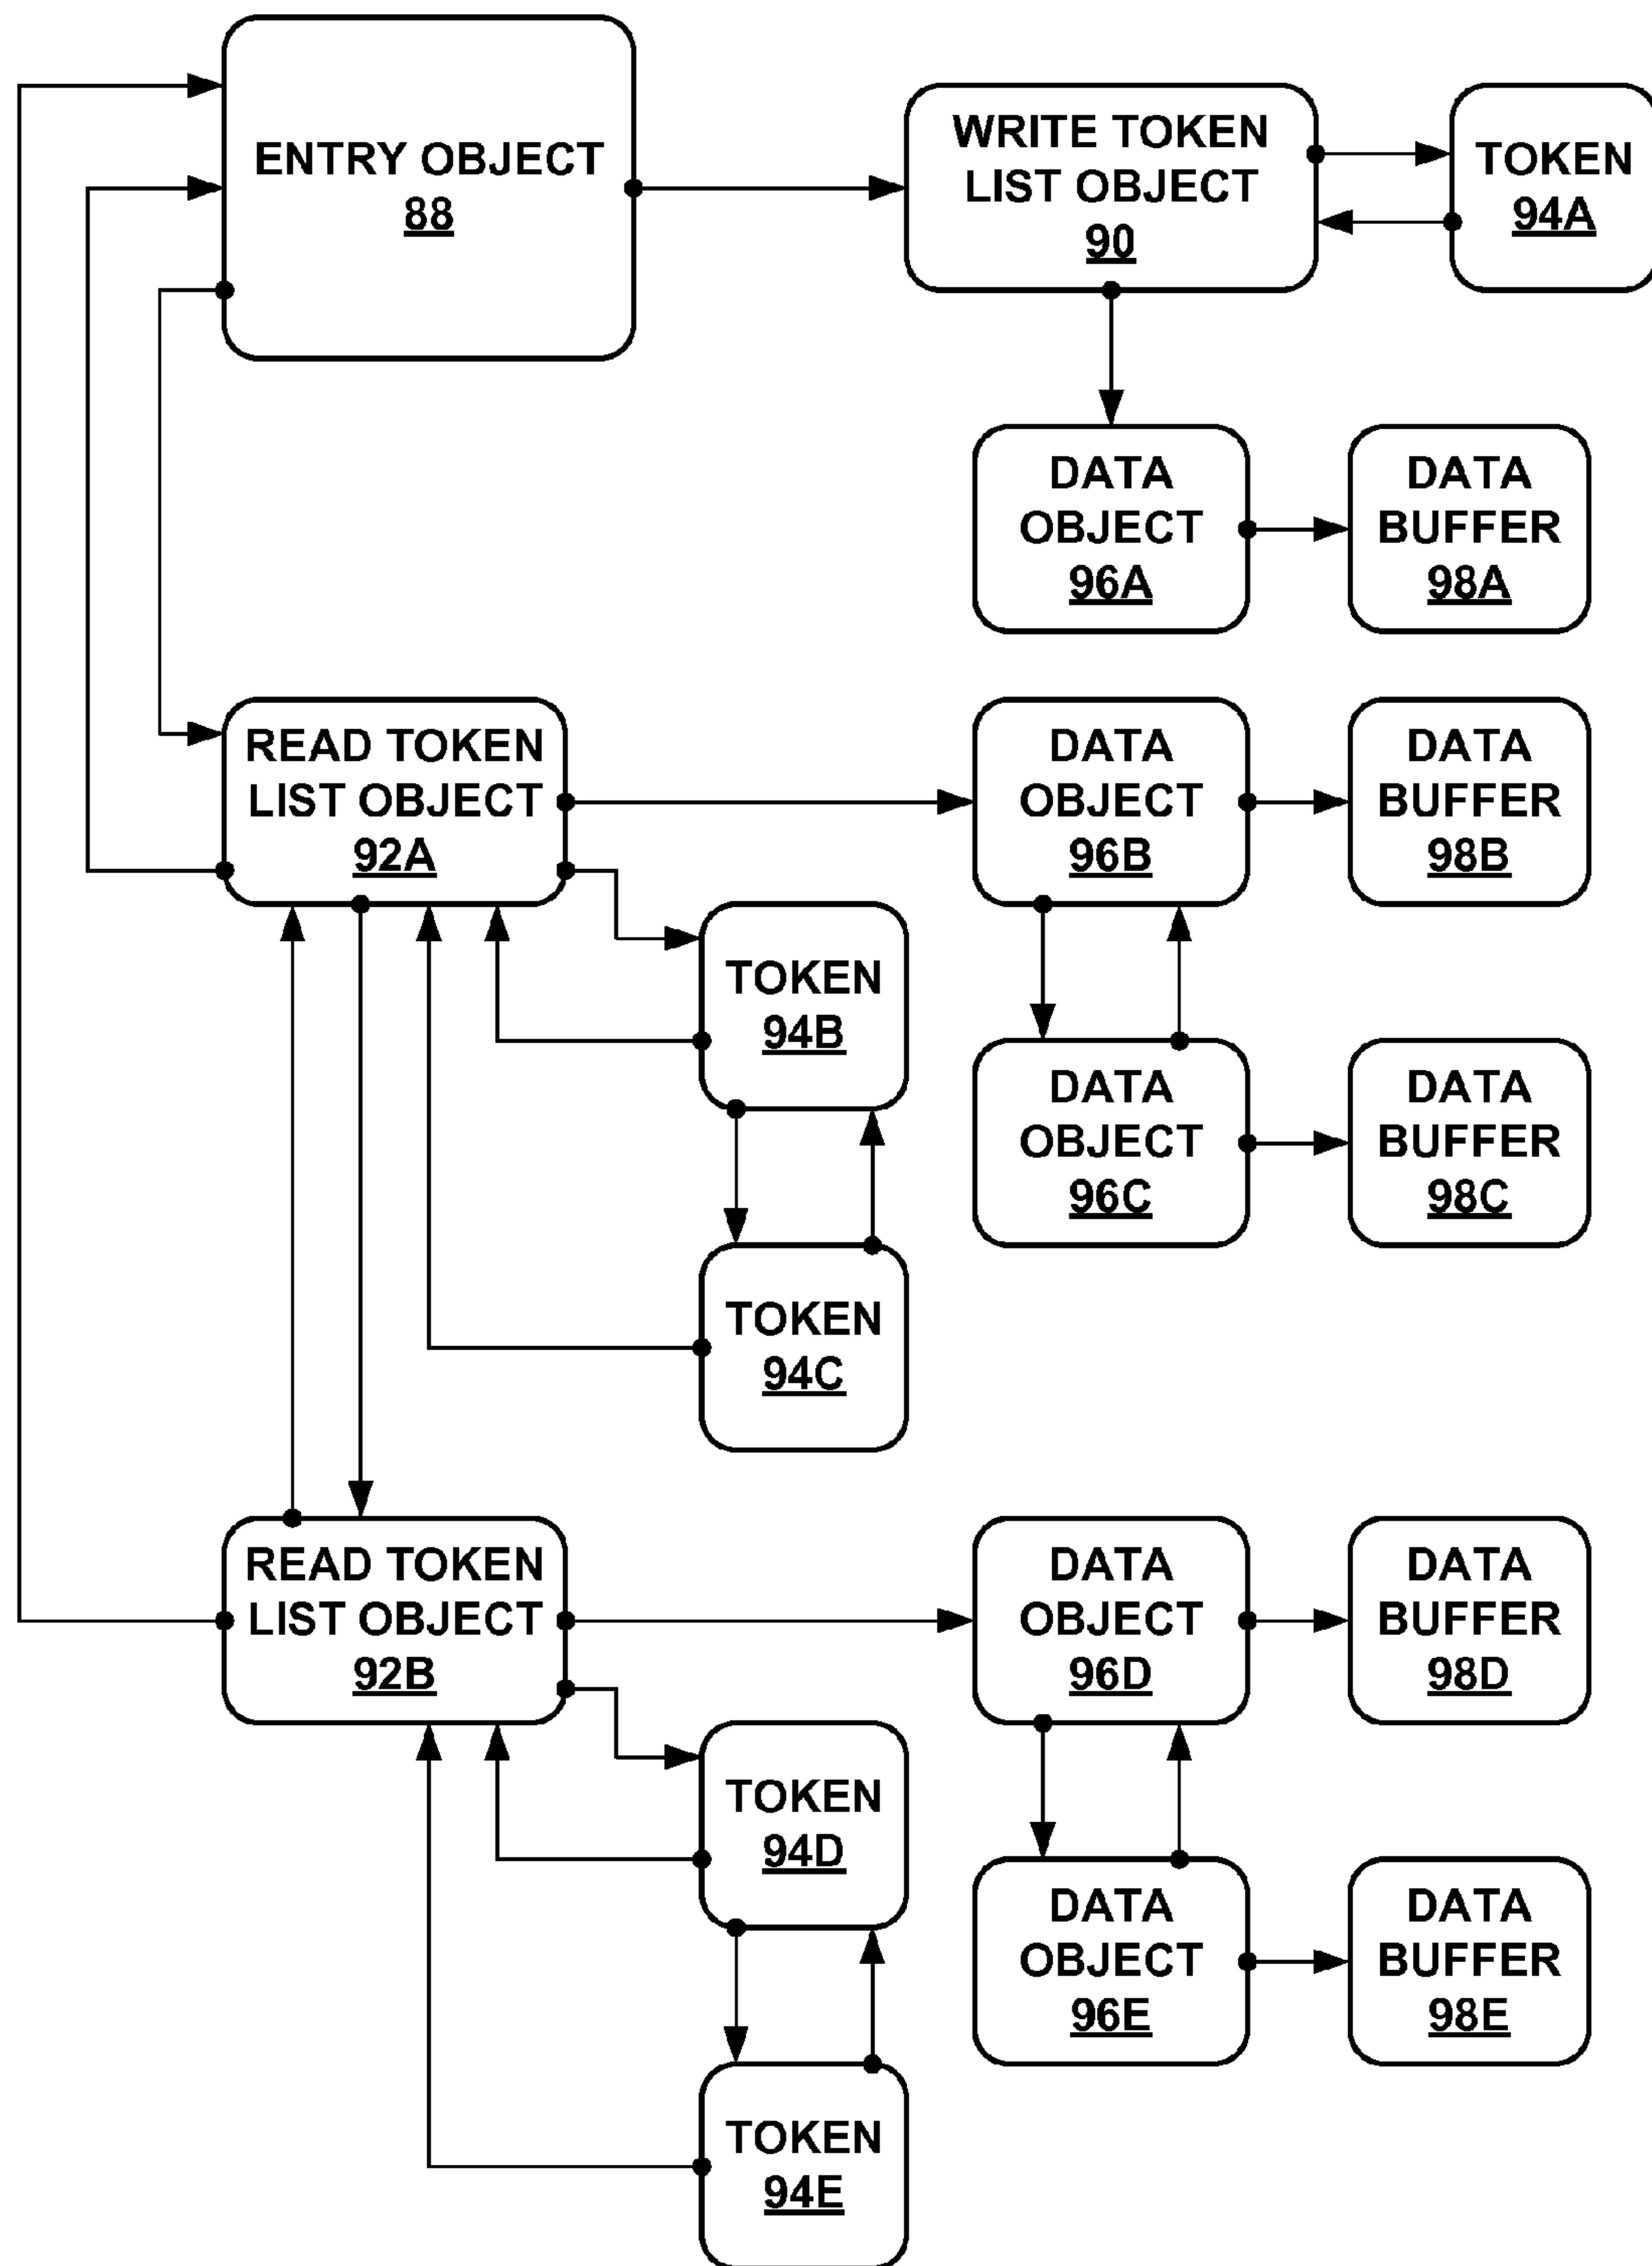 ENTRY OBJECT
88
WRITE TOKEN
LIST OBJECT
90
TOKEN
94A
DATA
OBJECT
96A
DATA
BUFFER
98A
READ TOKEN
LIST OBJECT
92A
DATA
OBJECT
96B
DATA
BUFFER
98B
TOKEN
94B
DATA
OBJECT
96C
DATA
BUFFER
98C
TOKEN
94C
READ TOKEN
LIST OBJECT
92B
DATA
OBJECT
96D
DATA
BUFFER
98D
TOKEN
94D
DATA
OBJECT
96E
DATA
BUFFER
98E
TOKEN
94E